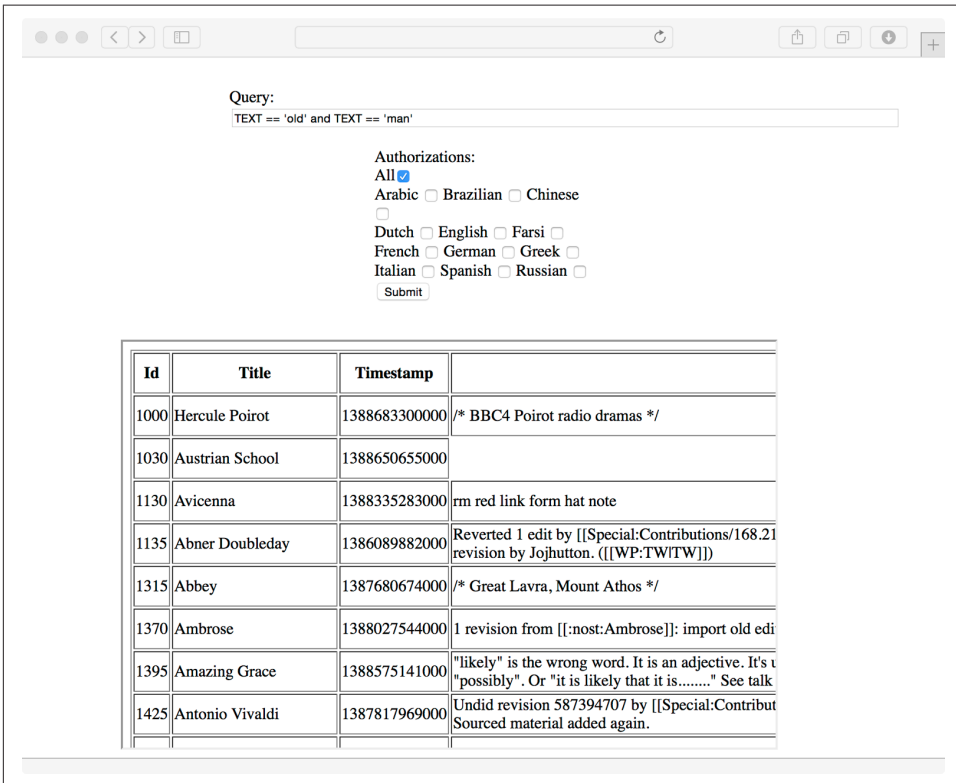 Query:
TEXT == 'old' and TEXT == 'man'
Authorizations:
All
Arabic Brazilian Chinese
Dutch English Farsi
French German Greek
Italian Spanish Russian
Submit
Id Title Timestamp
1000 Hercule Poirot 1388683300000 /* BBC4 Poirot radio dramas */
1030 Austrian School 1388650655000
1130 Avicenna 1388335283000 rm red link form hat note
1135 Abner Doubleday 1386089882000 Reverted 1 edit by [[Special:Contributions/168.21
revision by Jojhutton. ([[WP:TW|TW]])
1315 Abbey 1387680674000 /* Great Lavra, Mount Athos */
1370 Ambrose 1388027544000 1 revision from [[:nost:Ambrose]]: import old edi
1395 Amazing Grace 1388575141000 "likely" is the wrong word. It is an adjective. It's u
"possibly". Or "it is likely that it is........" See talk
1425 Antonio Vivaldi 1387817969000 Undid revision 587394707 by [[Special:Contribut
Sourced material added again.